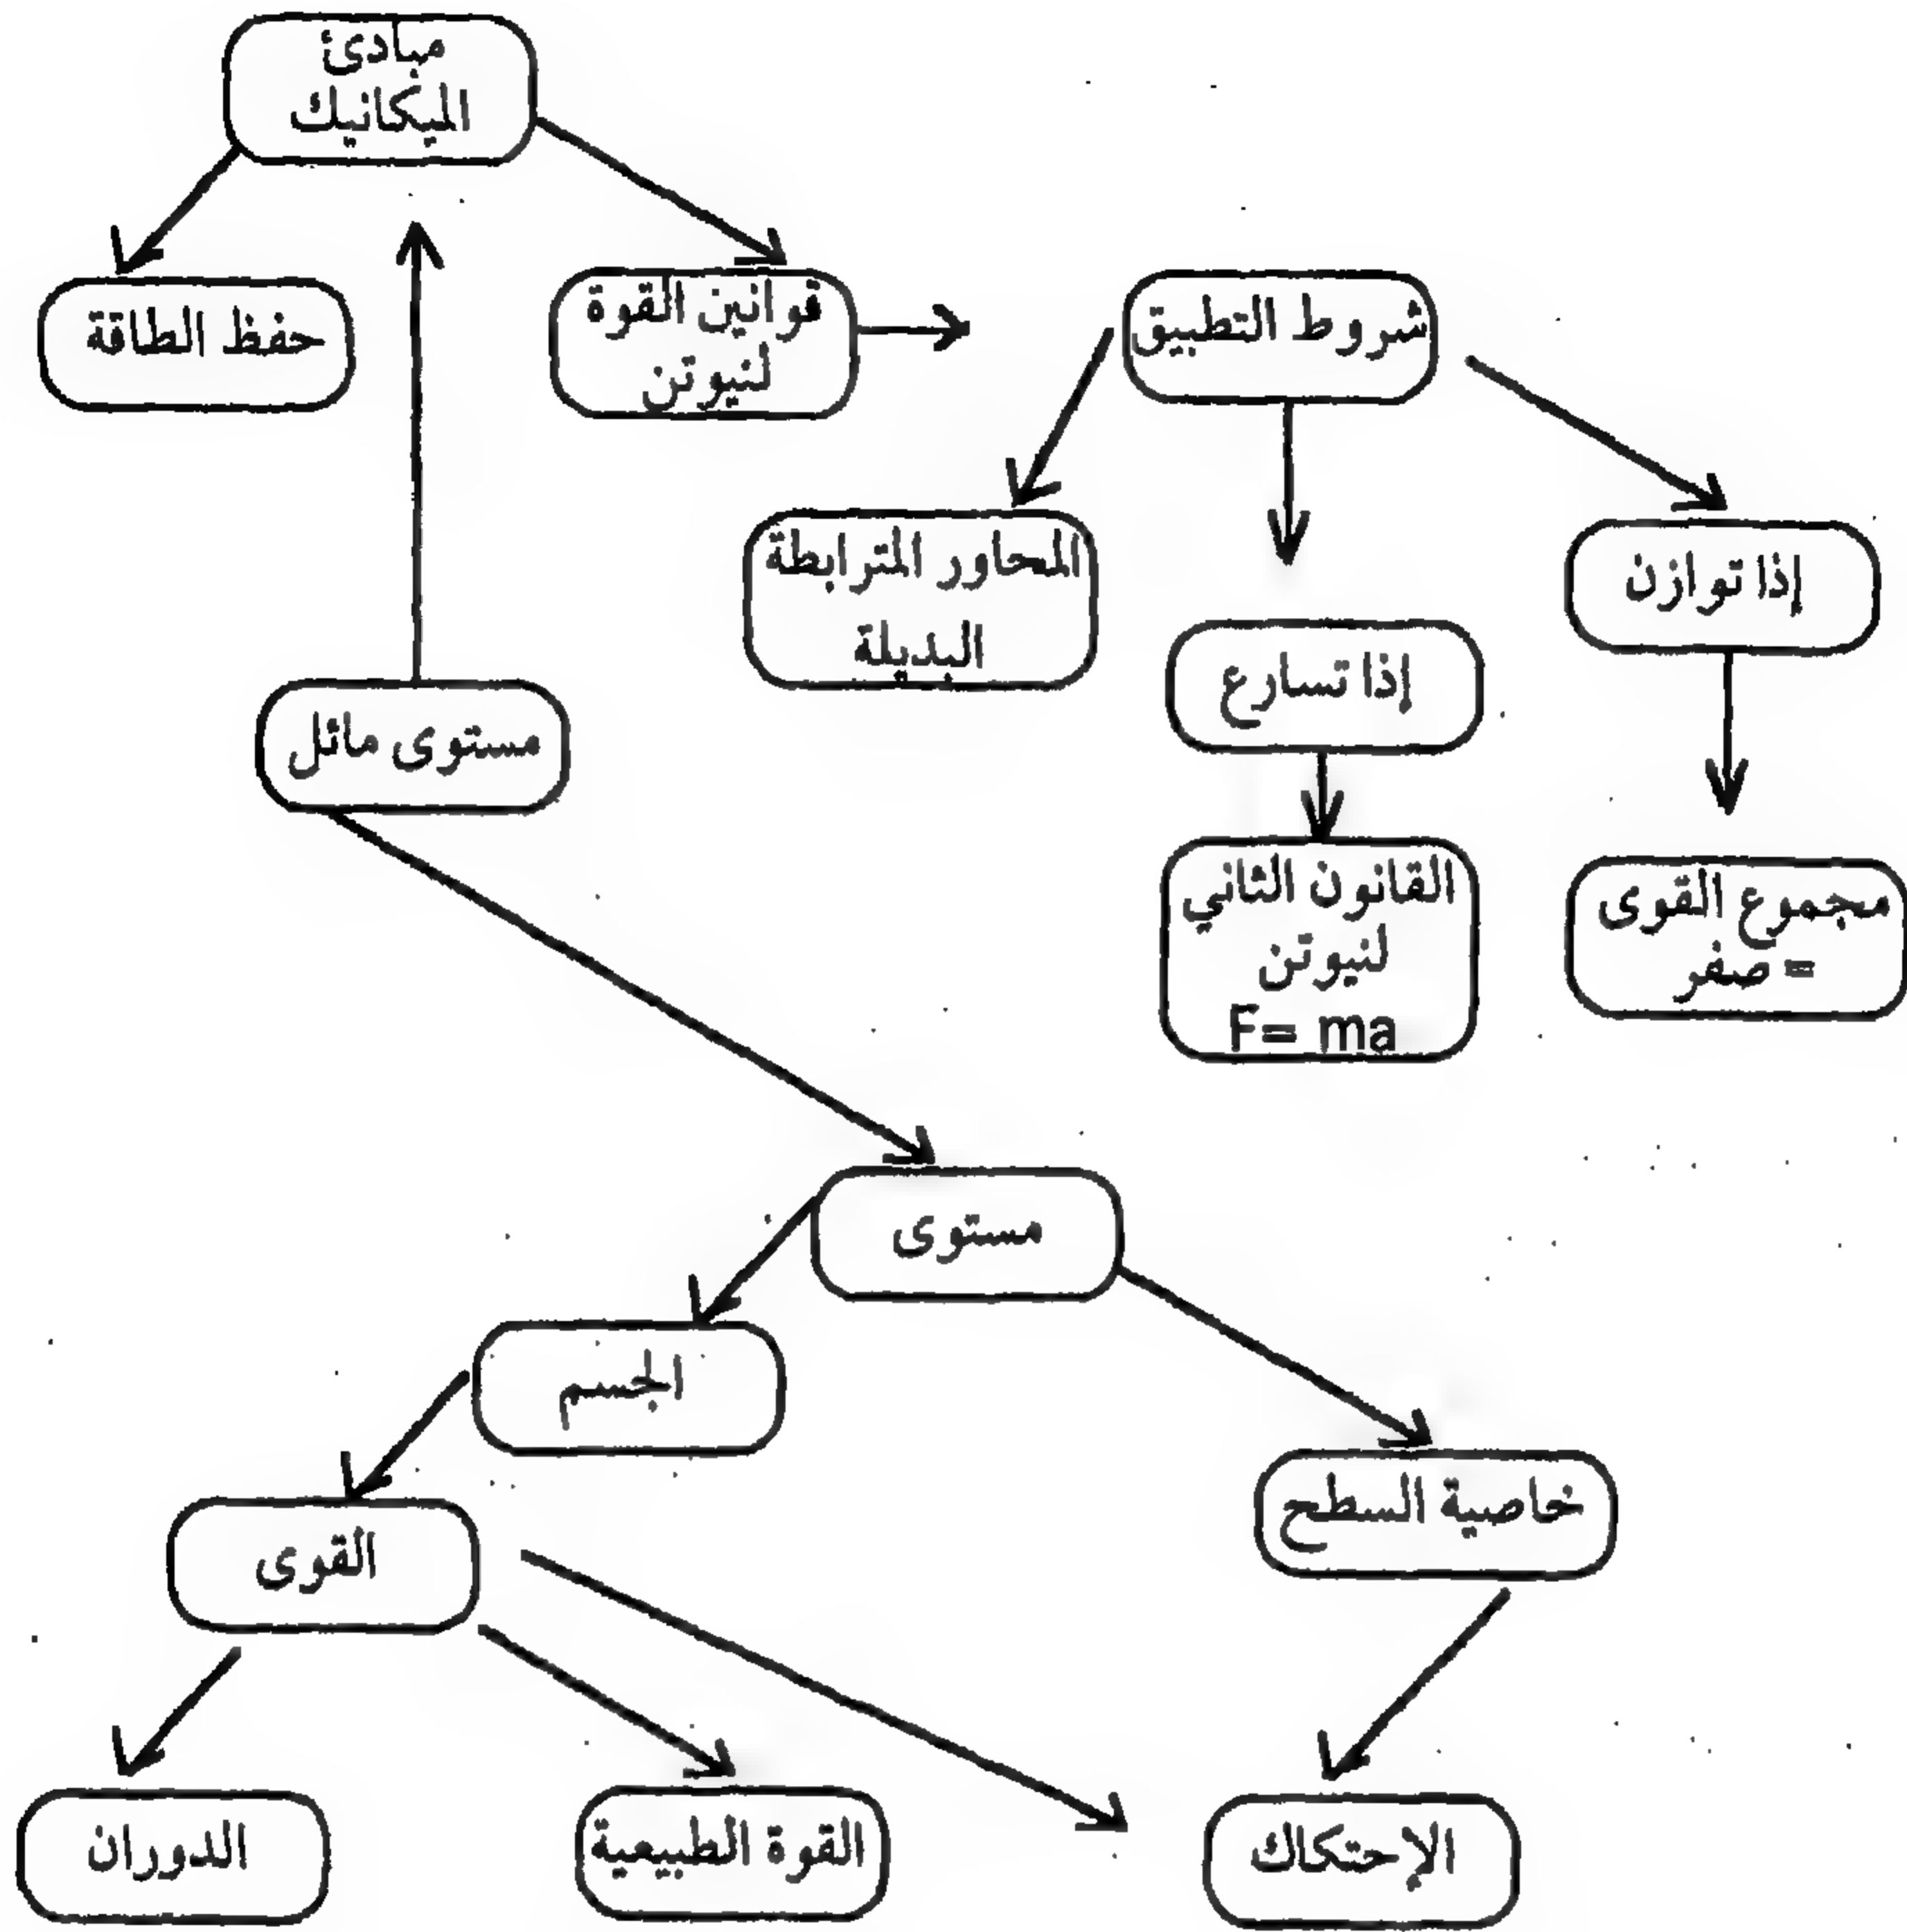 مبادئ
الميكانيك
حفظ الطاقة
قوانين القوة
لنيوتن
شروط التطبيق
المحاور المترابطة
البديلة
إذا توازن
إذا تسارع
مستوى مائل
القانون الثاني
لنيوتن
F= ma
مجموع القوى
= صفر
مستوى
الجسم
خاصية السطح
القوى
الدوران
القوة الطبيعية
الإحتكاك